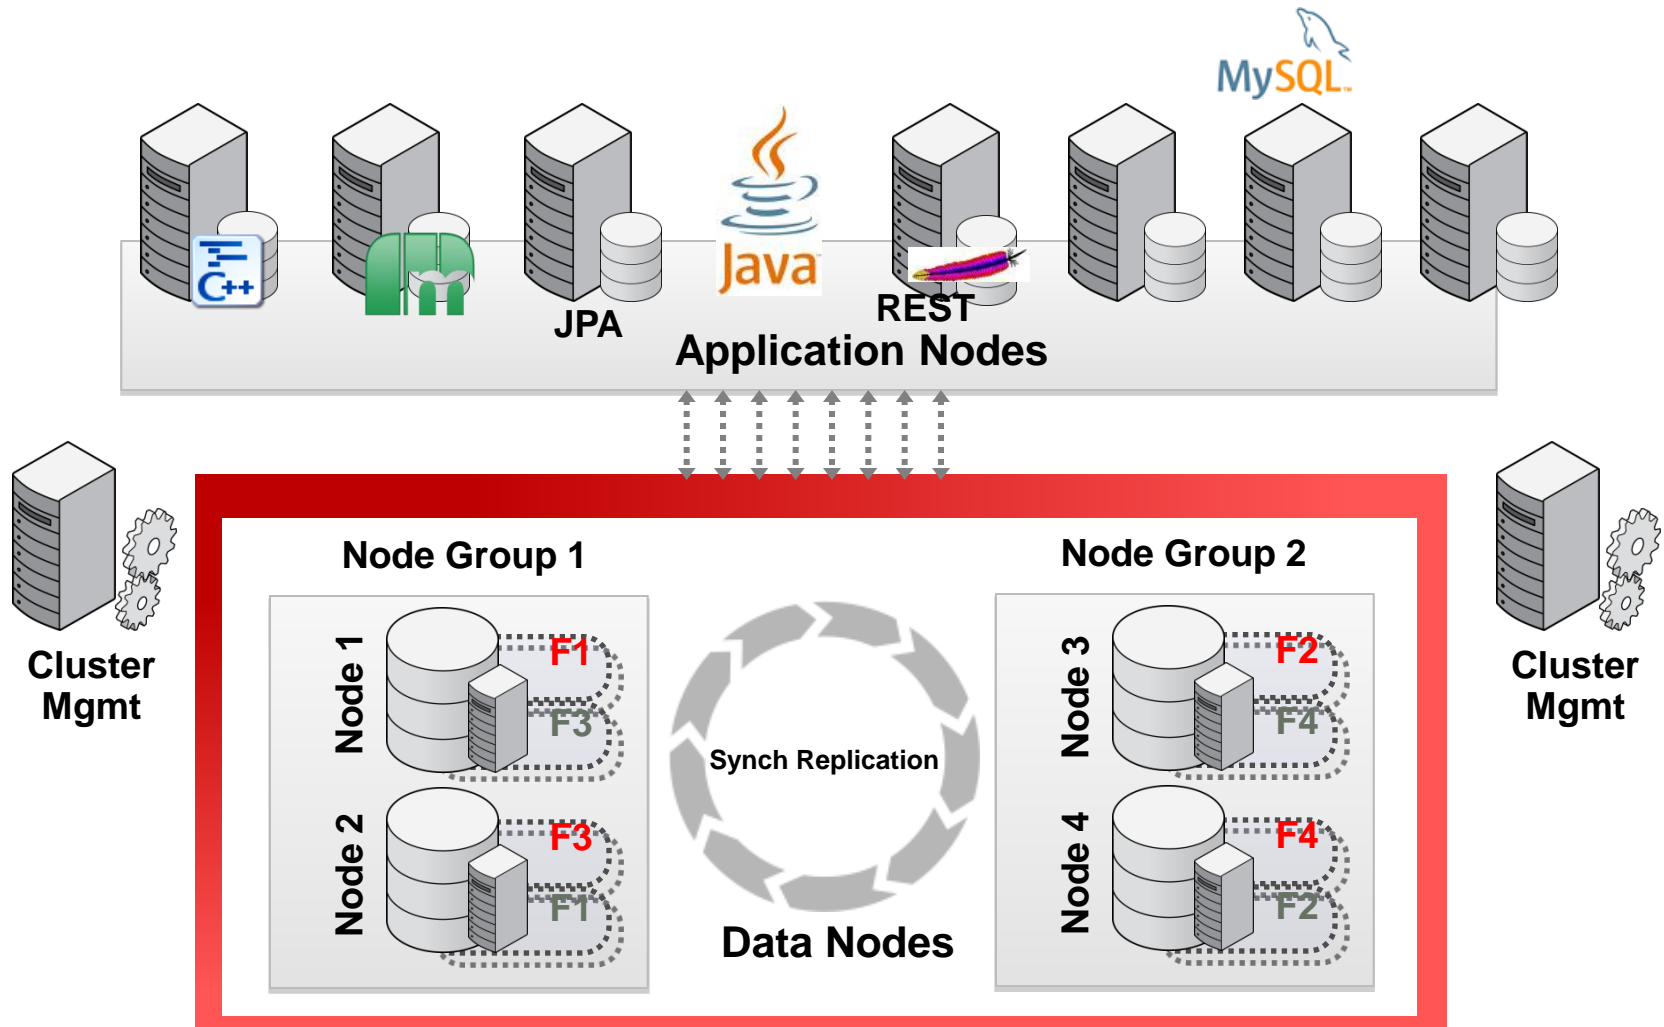 MySQL™
C++
Java
JPA
REST
Application Nodes
Cluster
Mgmt
Node Group 1
Node 1
F1
F3
Node 2
F3
F1
Synch Replication
Data Nodes
Node Group 2
Node 3
F2
F4
Node 4
F4
F2
Cluster
Mgmt